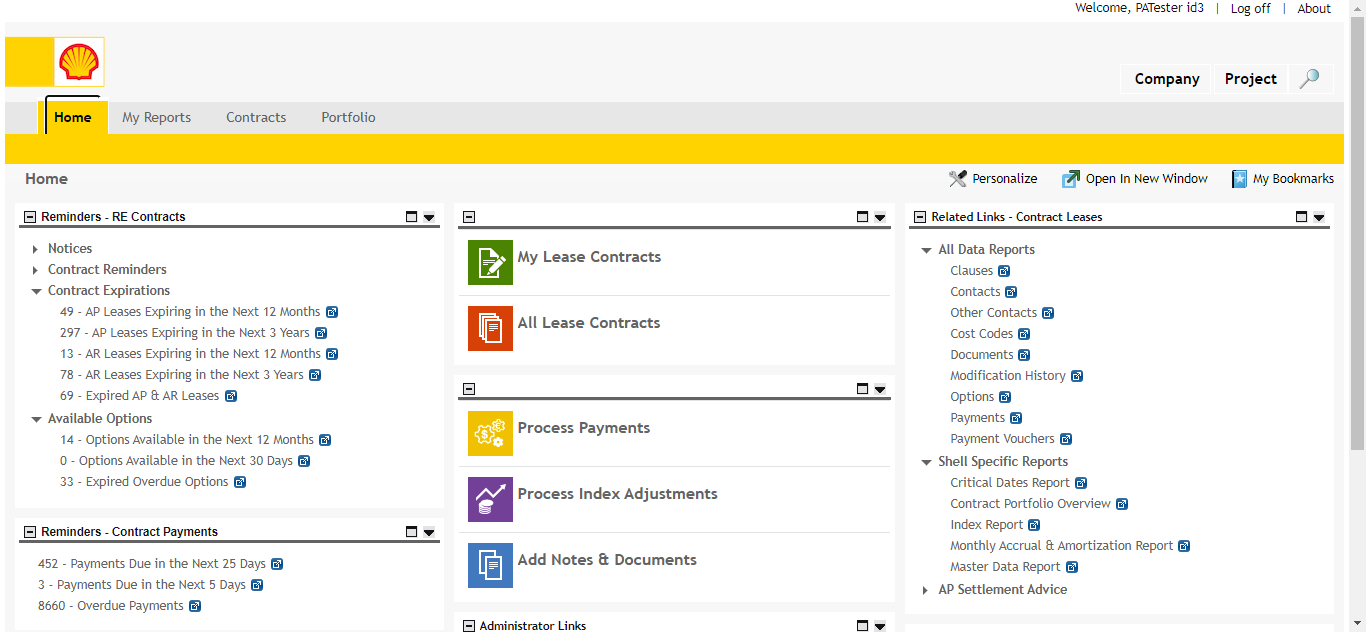 Welcome, PATester id3 | Log off | About
Company Project
Home My Reports Contracts Portfolio
Home
Personalize Open In New Window My Bookmarks
Reminders - RE Contracts
Notices
Contract Reminders
Contract Expirations
49 - AP Leases Expiring in the Next 12 Months
297 - AP Leases Expiring in the Next 3 Years
13 - AR Leases Expiring in the Next 12 Months
78 - AR Leases Expiring in the Next 3 Years
69 - Expired AP & AR Leases
Available Options
14 - Options Available in the Next 12 Months
0 - Options Available in the Next 30 Days
33 - Expired Overdue Options
Reminders - Contract Payments
452 - Payments Due in the Next 25 Days
3 - Payments Due in the Next 5 Days
8660 - Overdue Payments
My Lease Contracts
All Lease Contracts
Process Payments
Process Index Adjustments
Add Notes & Documents
Administrator Links
Related Links - Contract Leases
All Data Reports
Clauses
Contacts
Other Contacts
Cost Codes
Documents
Modification History
Options
Payments
Payment Vouchers
Shell Specific Reports
Critical Dates Report
Contract Portfolio Overview
Index Report
Monthly Accrual & Amortization Report
Master Data Report
AP Settlement Advice